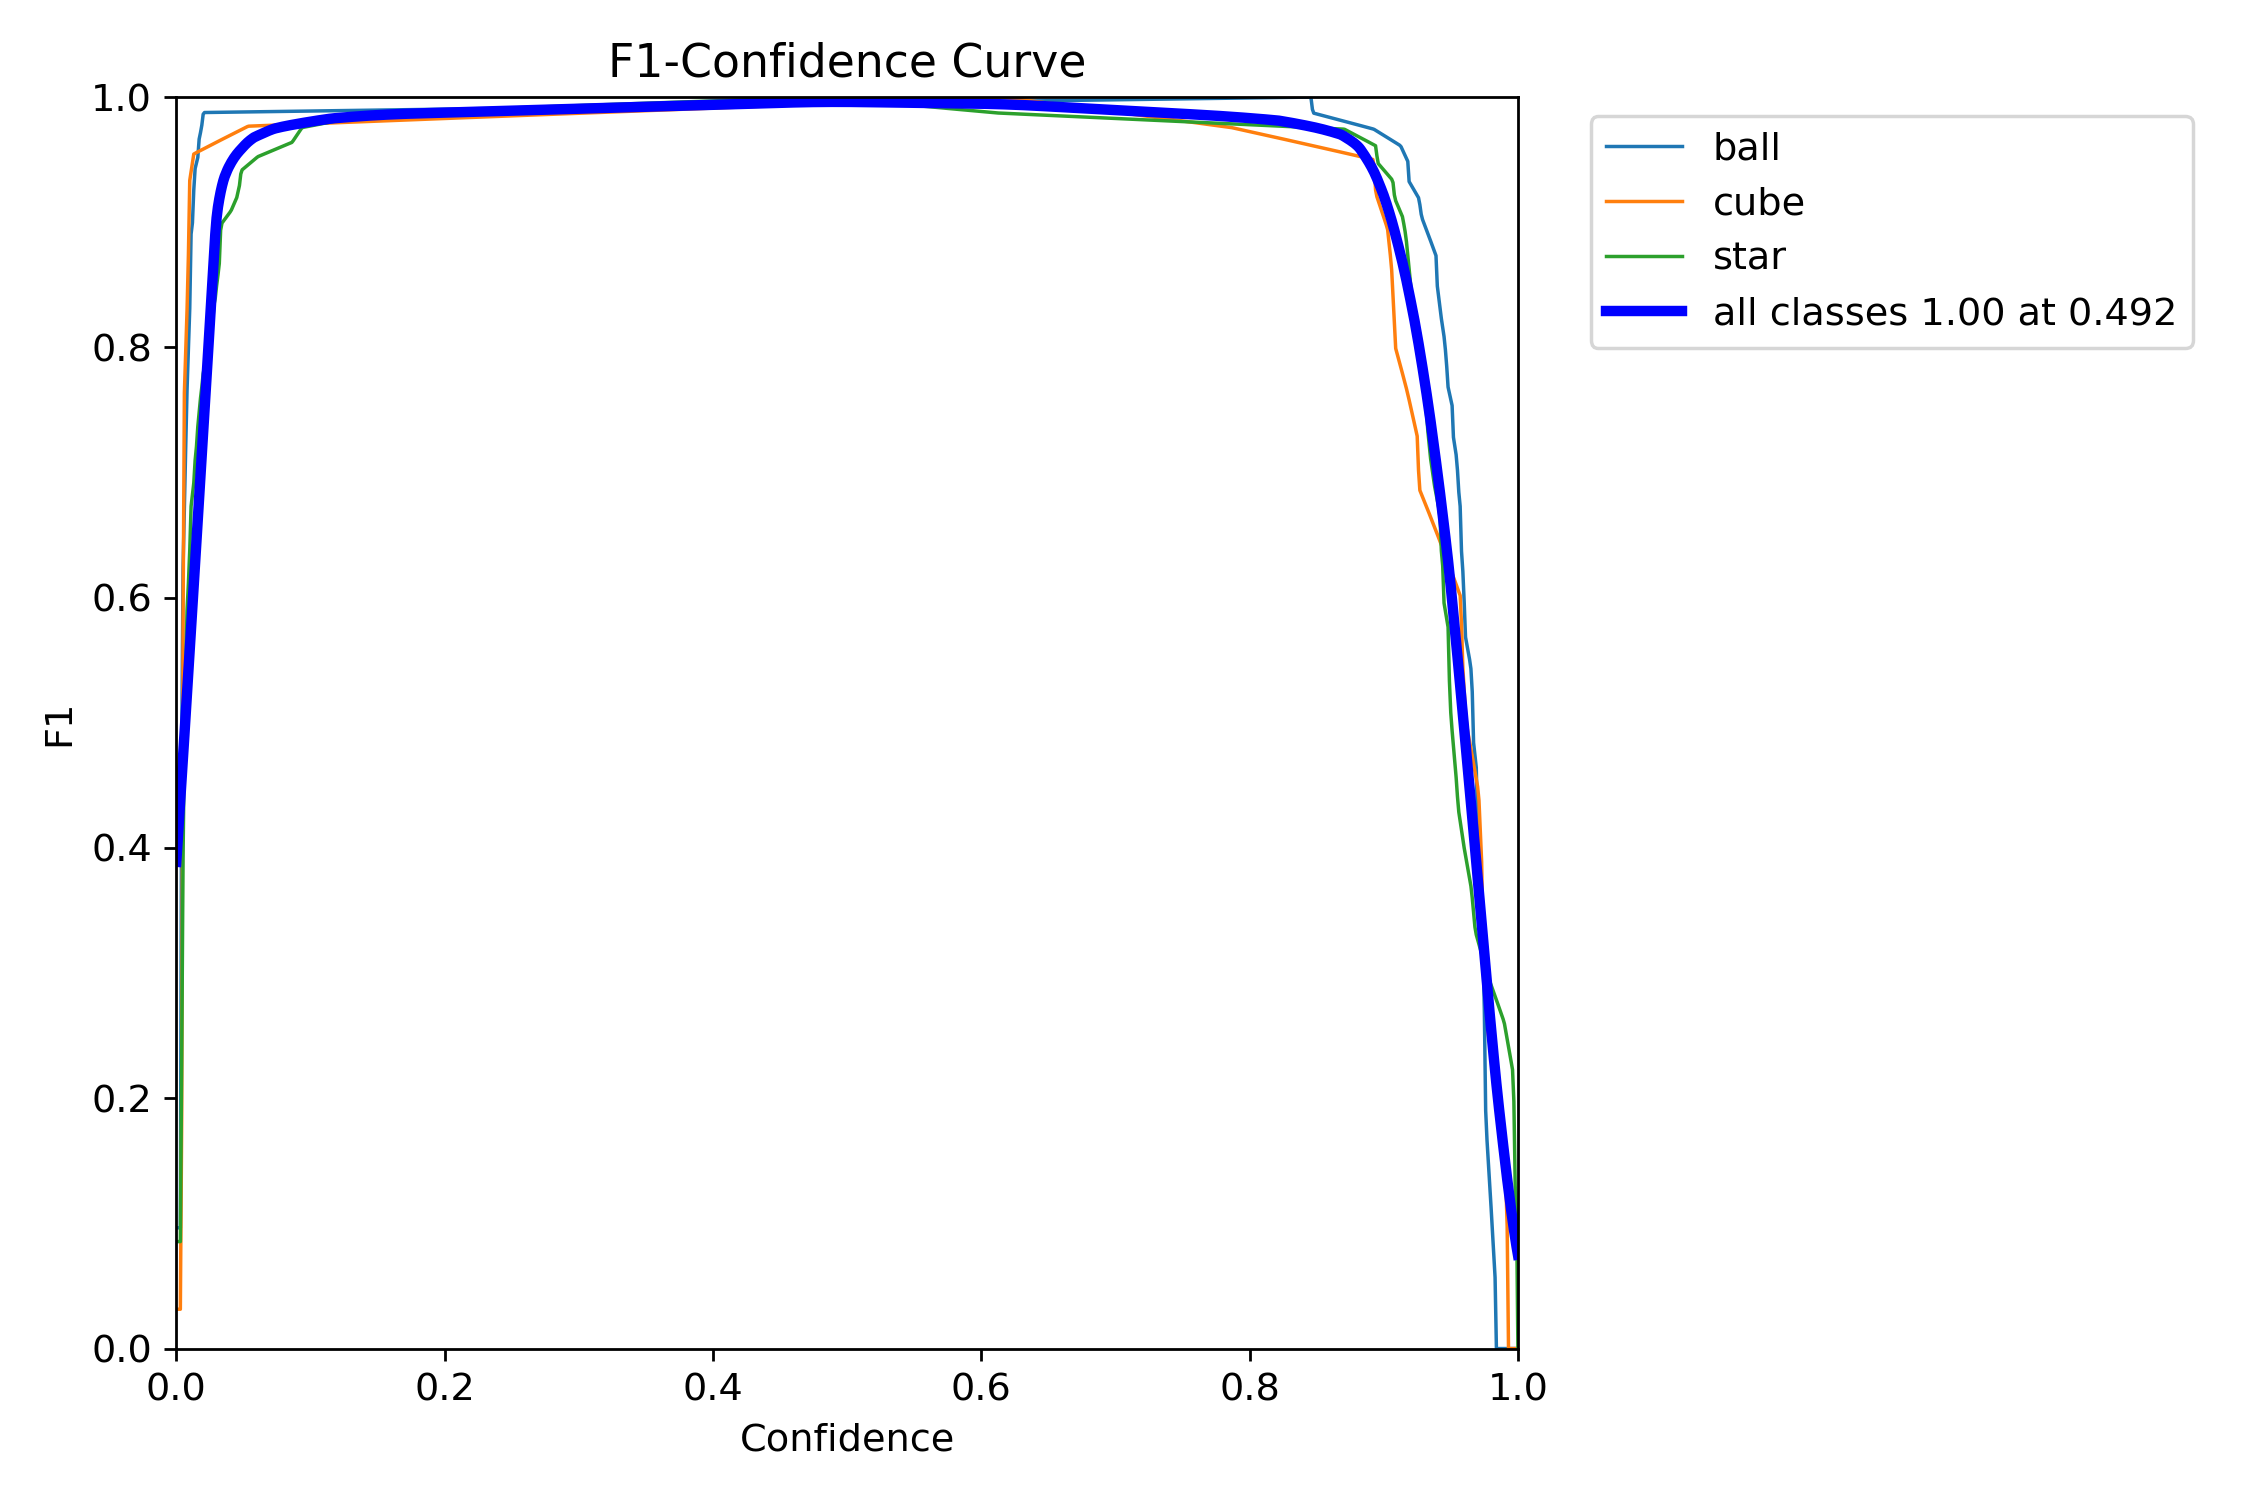 F1-Confidence Curve
ball
cube
star
all classes 1.00 at 0.492
F1
1.0
0.8
0.6
0.4
0.2
0.0
0.0 0.2 0.4 0.6 0.8 1.0
Confidence